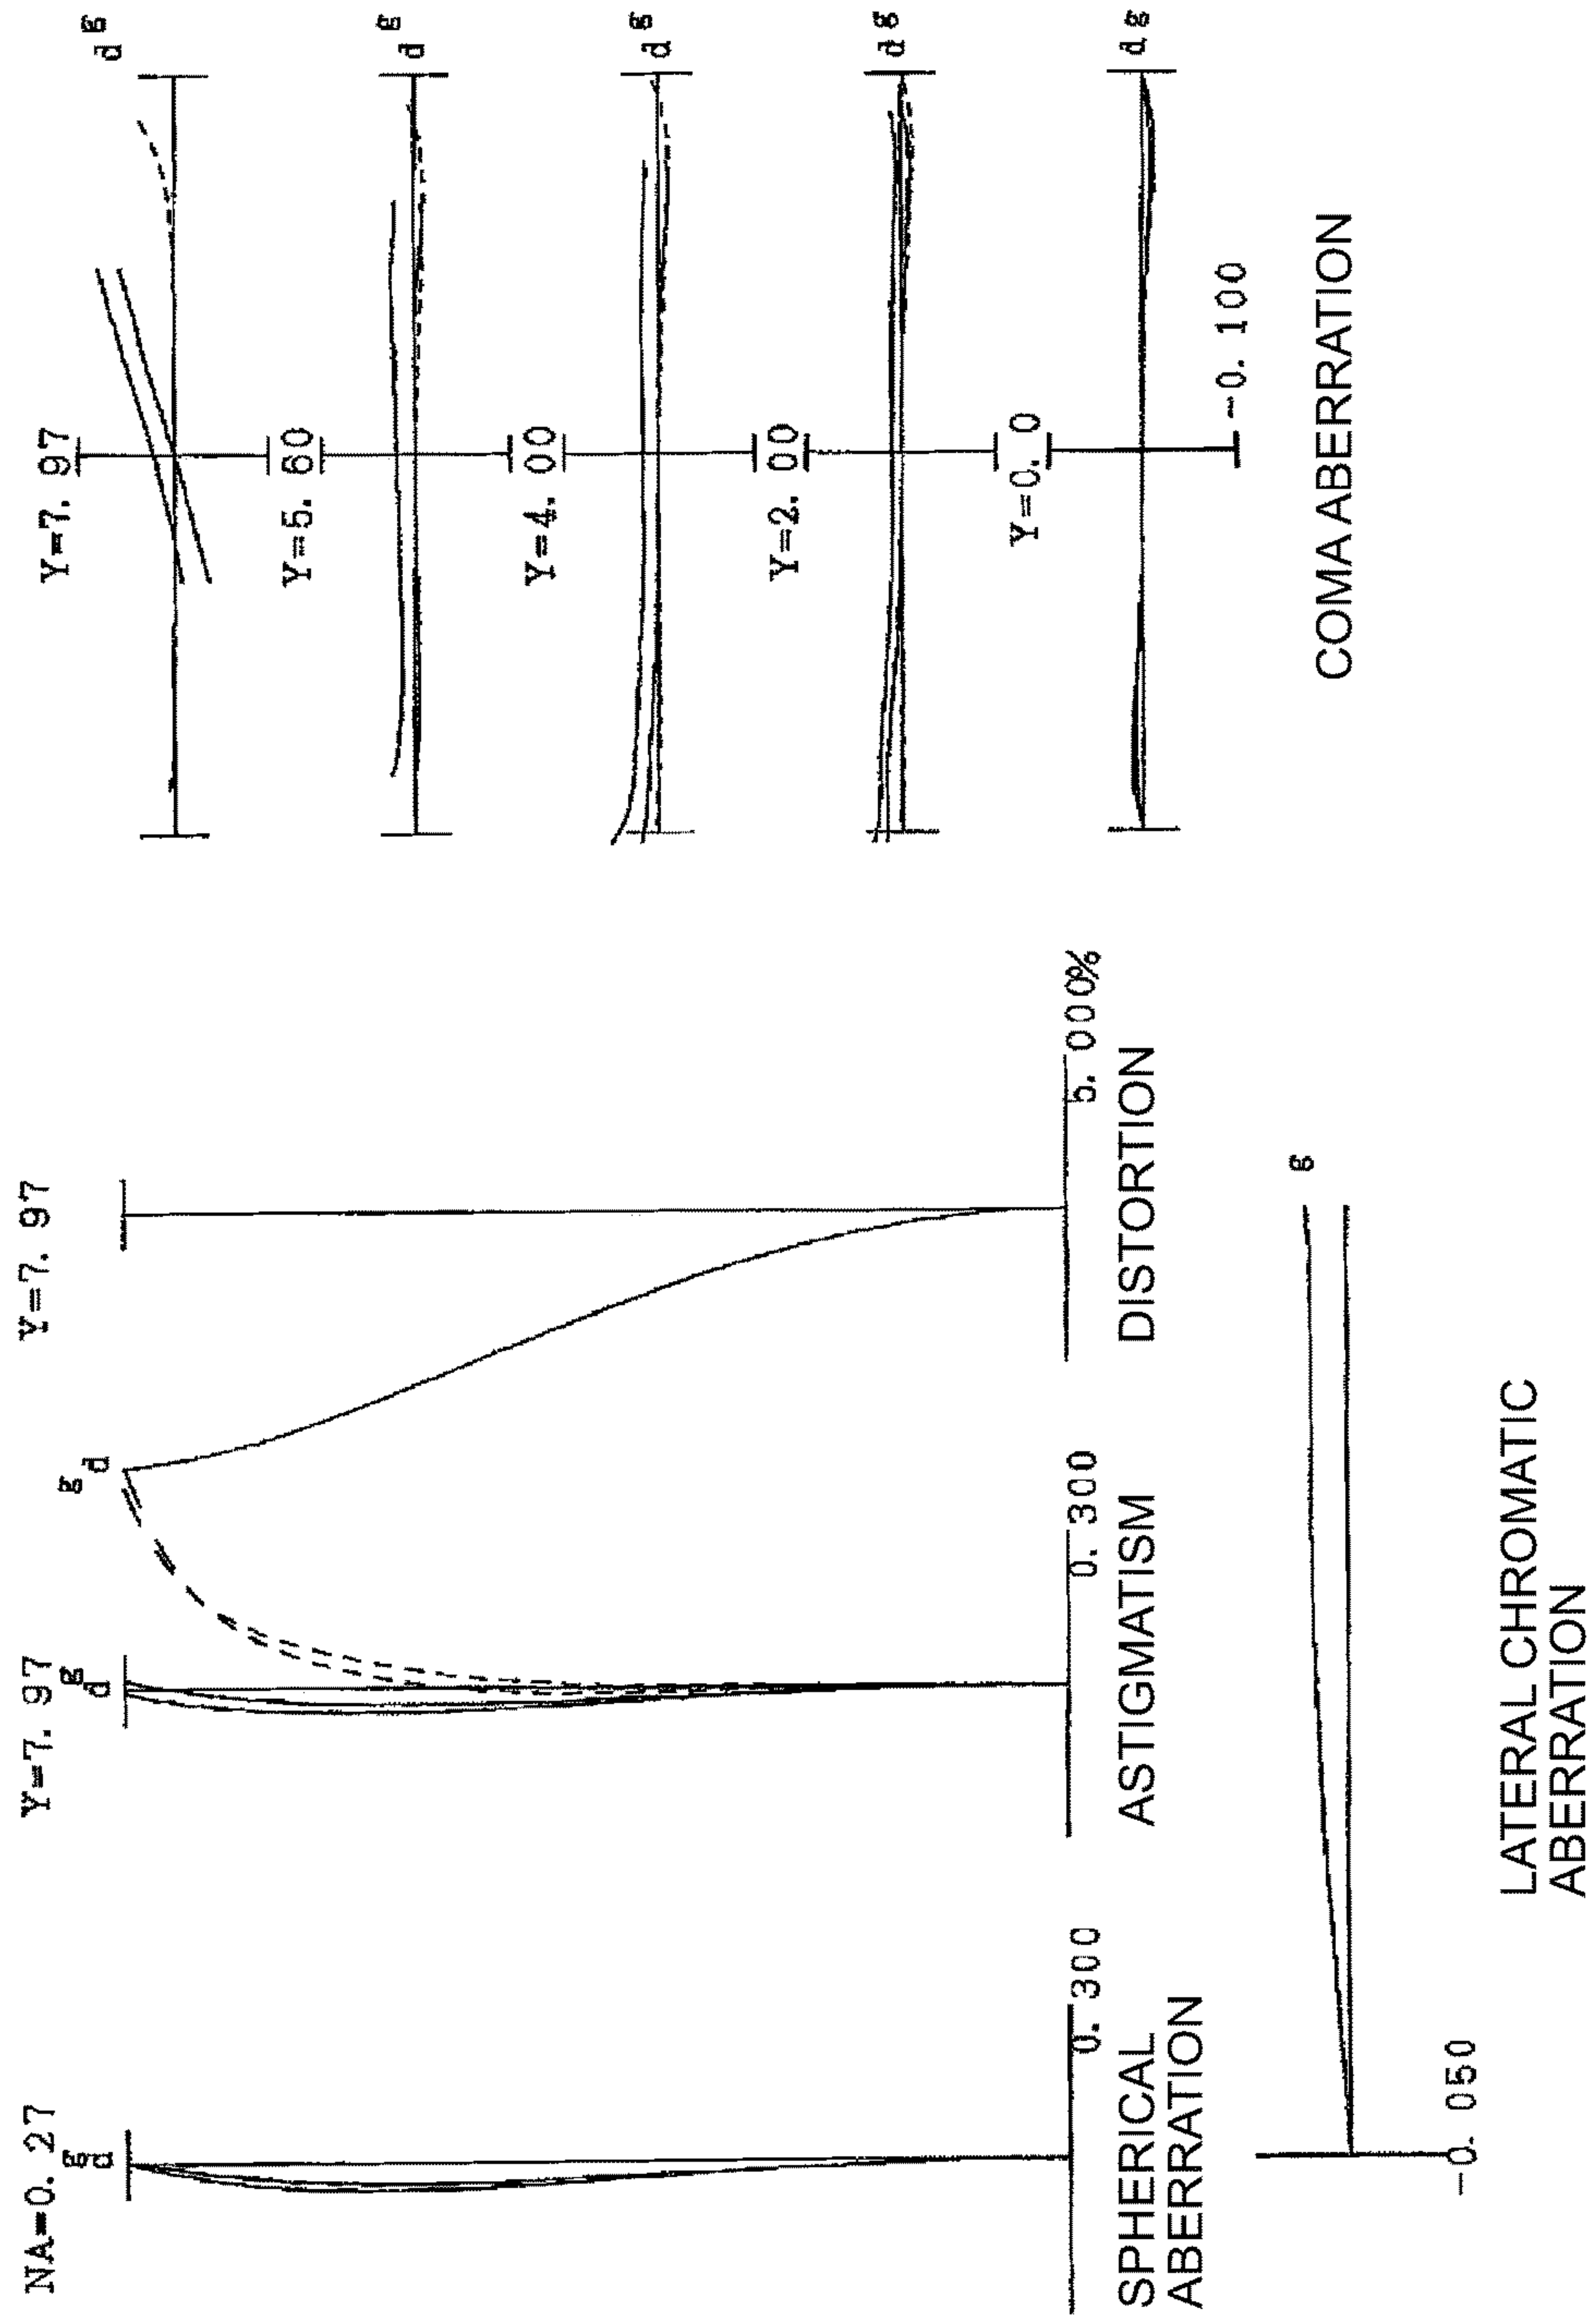 NA=0. 27
g
d
0. 300
SPHERICAL
ABERRATION
Y=7. 97
g
d
g
d
0. 300
ASTIGMATISM
Y=7. 97
5. 000%
DISTORTION
-0. 050
g
LATERAL CHROMATIC
ABERRATION
Y=7. 97
g
d
Y=5. 60
g
d
Y=4. 00
g
d
Y=2. 00
g
d
Y=0. 0
g
d
-0. 100
COMA ABERRATION